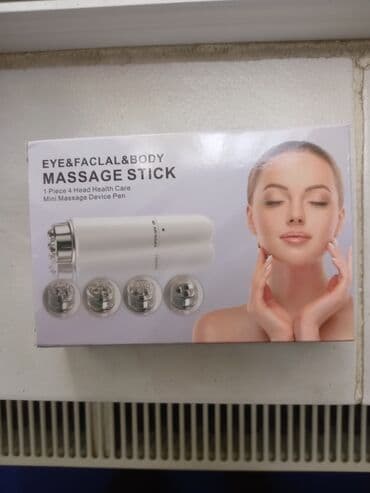 EYE&FACLAL&BODY
MASSAGE STICK
1-Piece 4 Head Health Care
Mini Massage Device Pen